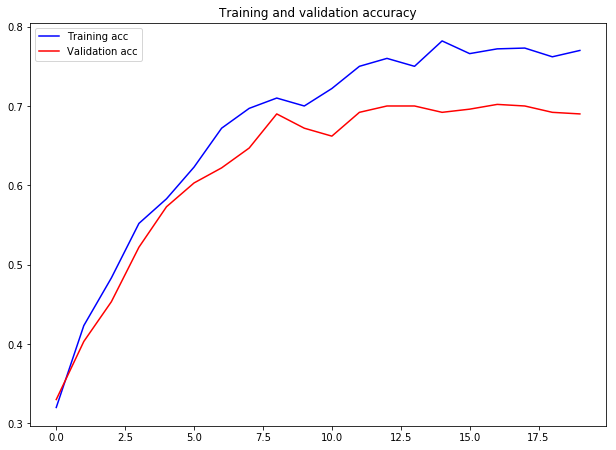 Training and validation accuracy
Training acc
Validation acc
0.8
0.7
0.6
0.5
0.4
0.3
0.0 2.5 5.0 7.5 10.0 12.5 15.0 17.5